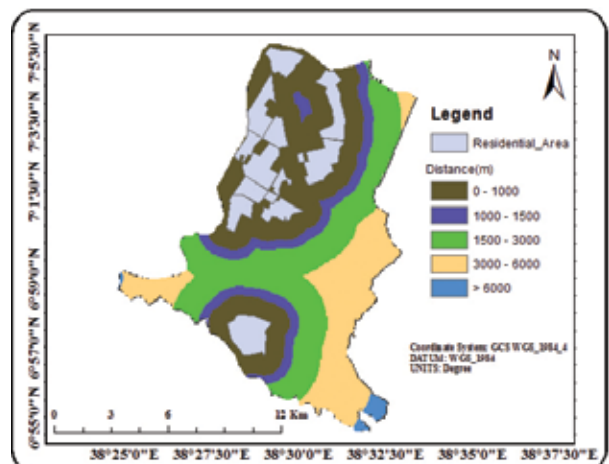 N
Legend
Residential_Area
Distance(m)
0 - 1000
1000 - 1500
1500 - 3000
3000 - 6000
> 6000
Coordinate System: GCS WGS_1984_4
DATUM: WGS_1984
UNITS: Degree
0 3 6 12 Km
7°5'30"N
7°3'30"N
7°1'30"N
6°59'0"N
6°57'0"N
6°55'0"N
38°25'0"E 38°27'30"E 38°30'0"E 38°32'30"E 38°35'0"E 38°37'30"E